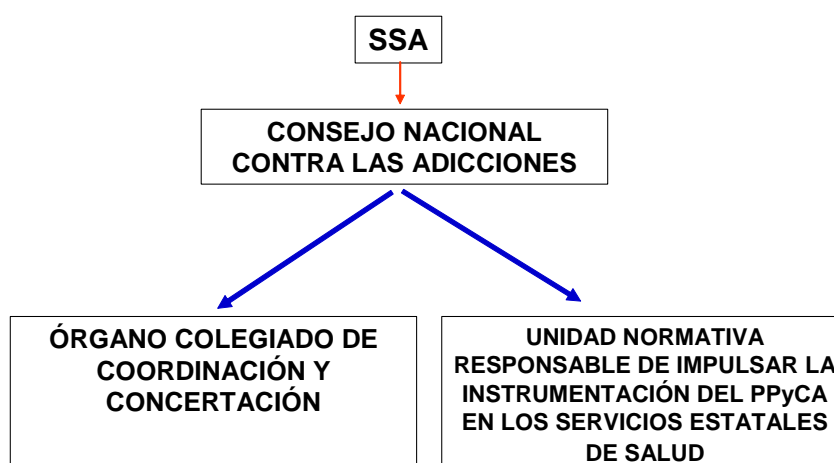 SSA
CONSEJO NACIONAL
CONTRA LAS ADICCIONES
ÓRGANO COLEGIADO DE
COORDINACIÓN Y
CONCERTACIÓN
UNIDAD NORMATIVA
RESPONSABLE DE IMPULSAR LA
INSTRUMENTACIÓN DEL PPyCA
EN LOS SERVICIOS ESTATALES
DE SALUD